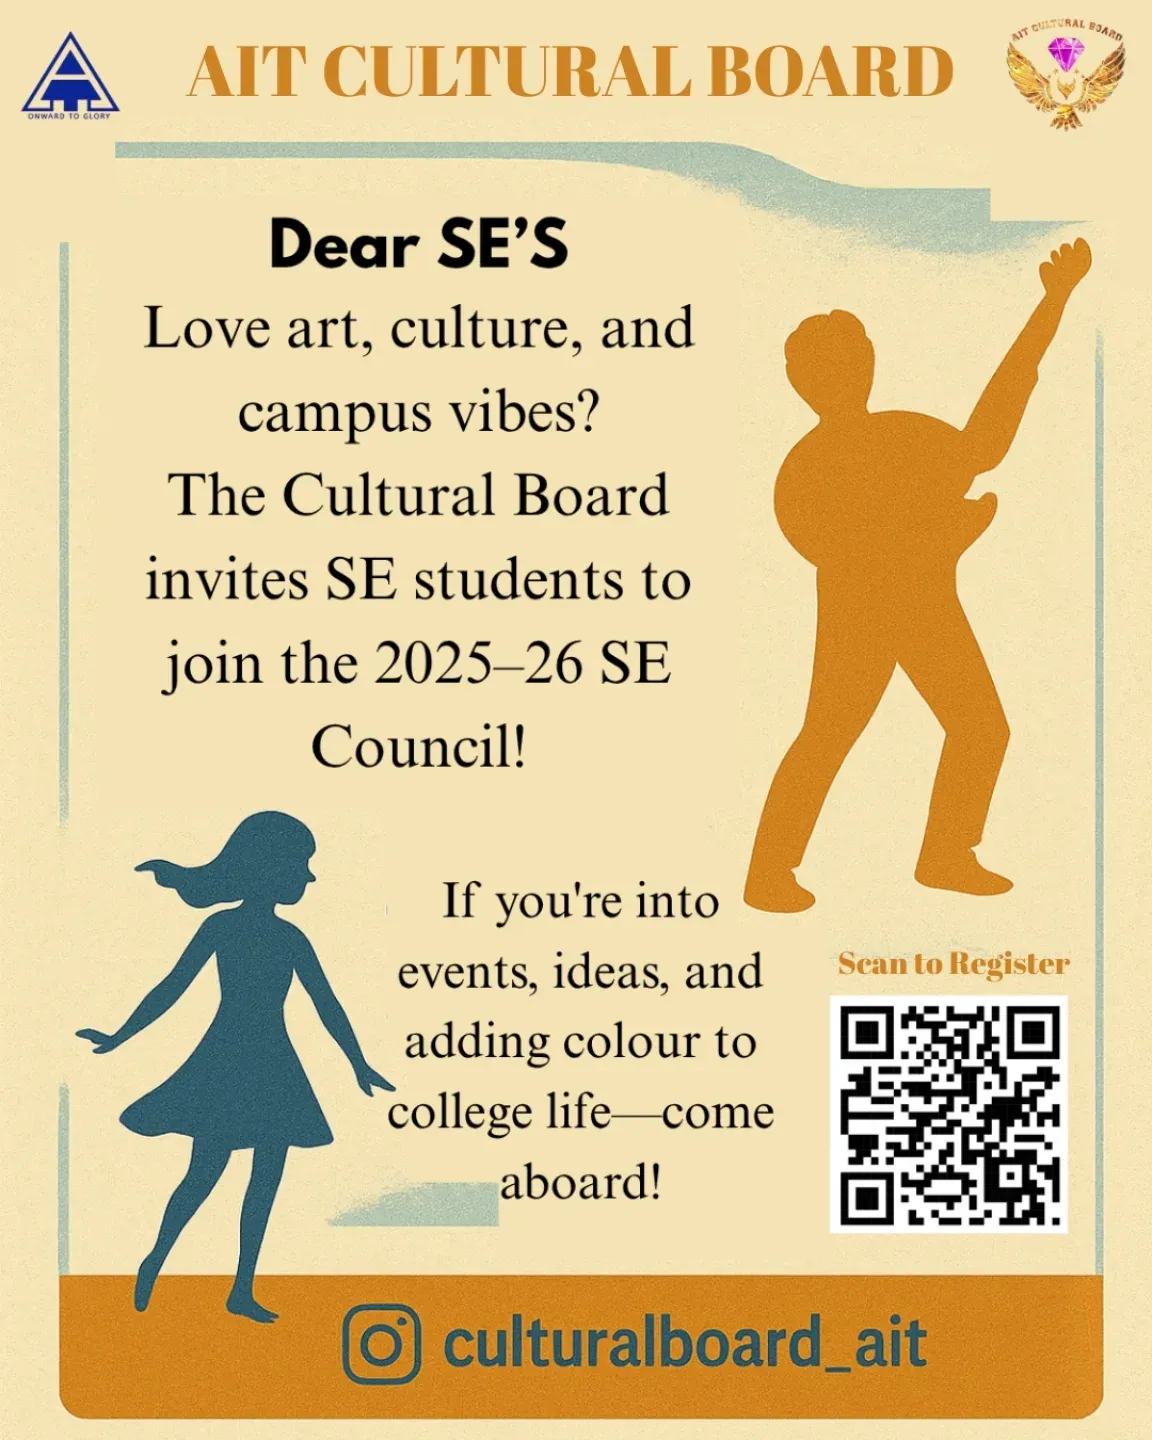 AIT CULTURAL BOARD
AIT CULTURAL BOARD
ONWARD TO GLORY
Dear SE'S
Love art, culture, and
campus vibes?
The Cultural Board
invites SE students to
join the 2025–26 SE
Council!
If you're into
events, ideas, and
adding colour to
college life—come
aboard!
Scan to Register
culturalboard_ait